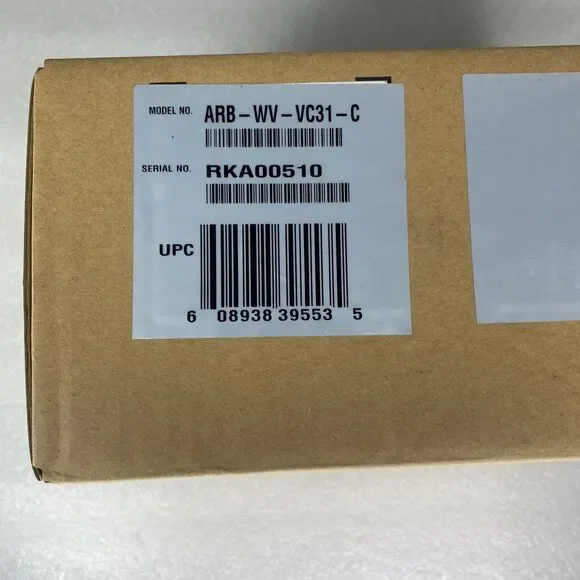 MODEL NO. ARB-WV-VC31-C
SERIAL NO. RKA00510
UPC
6 08938 39553 5